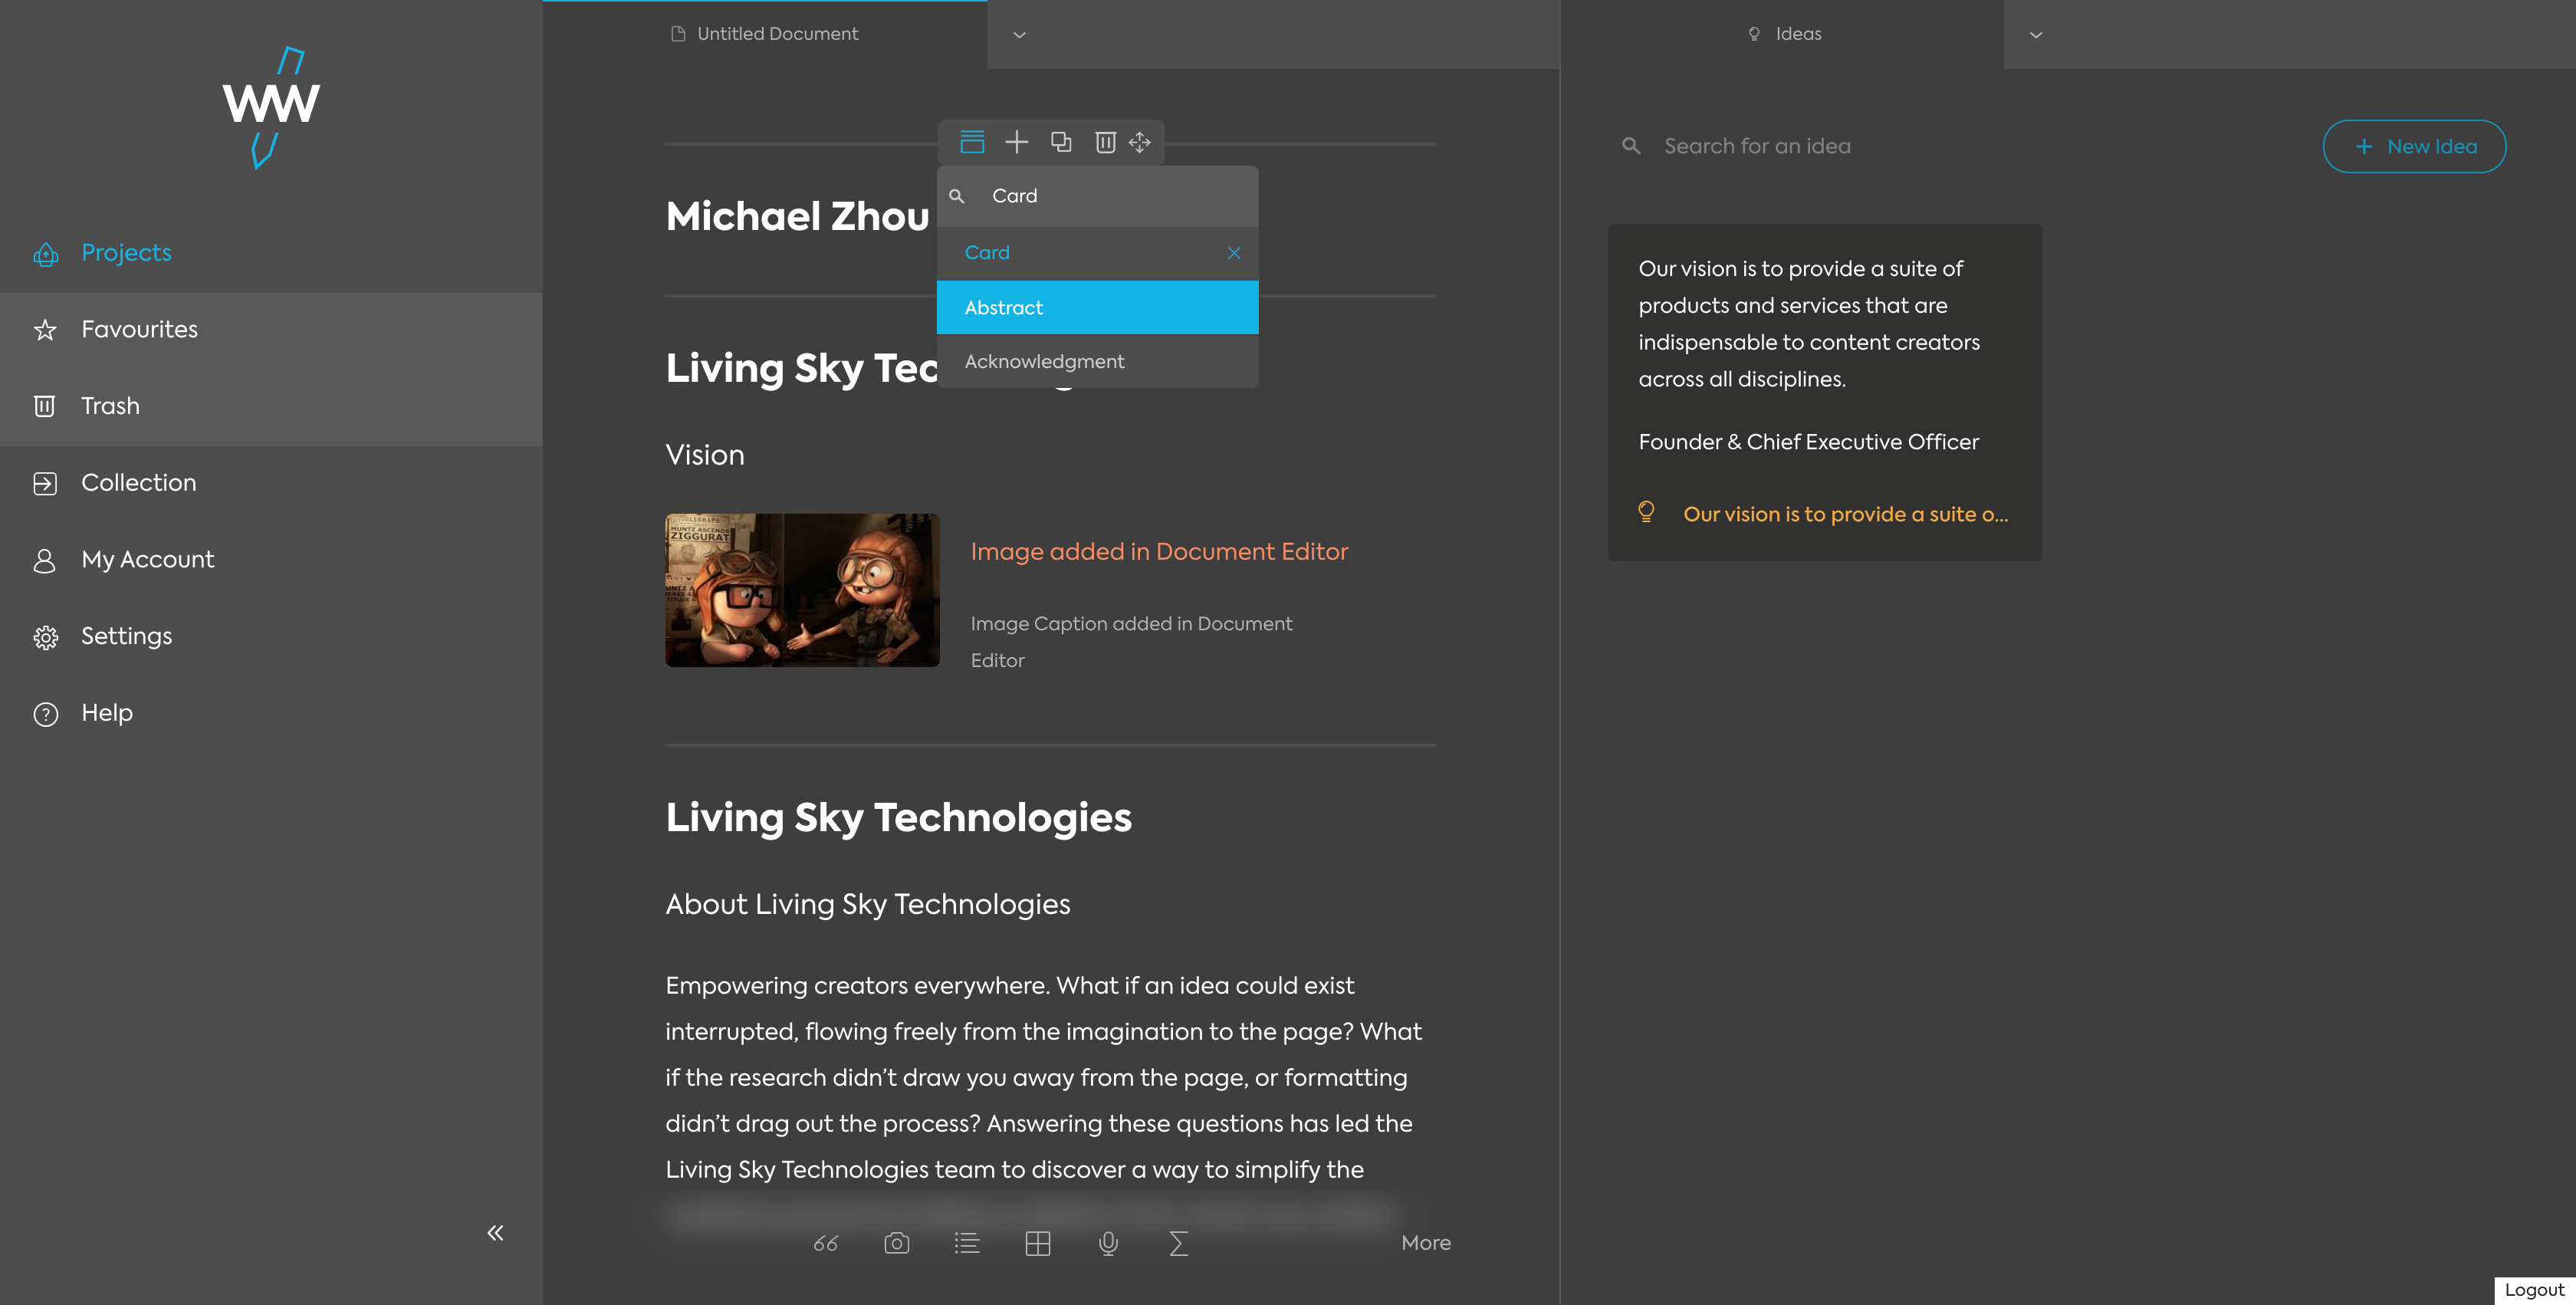 WW
Projects
Favourites
Trash
Collection
My Account
Settings
Help
Untitled Document
Card
Card
Abstract
Acknowledgment
Michael Zhou
Living Sky
Vision
MUNTZ ASCENDS
ZIGGURAT
Image added in Document Editor
Image Caption added in Document
Editor
Living Sky Technologies
About Living Sky Technologies
Empowering creators everywhere. What if an idea could exist
interrupted, flowing freely from the imagination to the page? What
if the research didn’t draw you away from the page, or formatting
didn’t drag out the process? Answering these questions has led the
Living Sky Technologies team to discover a way to simplify the
More
Ideas
Search for an idea
+ New Idea
Our vision is to provide a suite of
products and services that are
indispensable to content creators
across all disciplines.
Founder & Chief Executive Officer
Our vision is to provide a suite o...
Logout